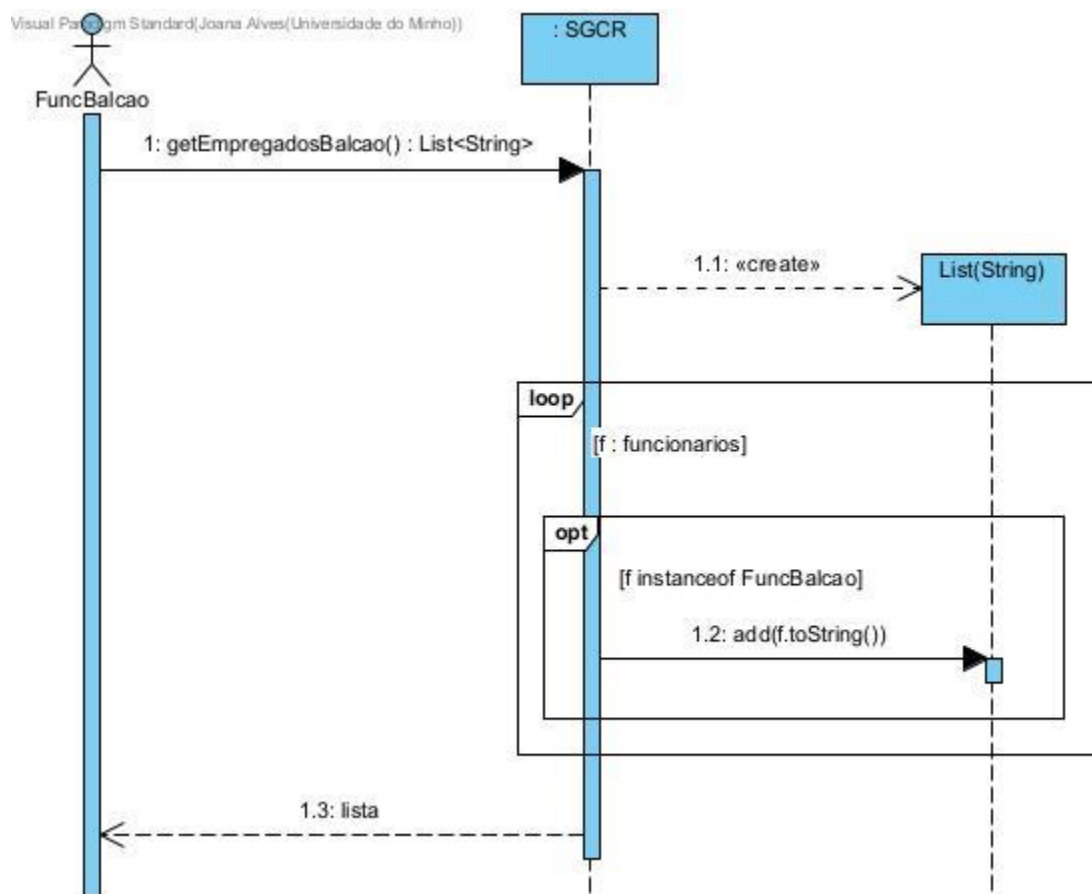 Visual Paradigm Standard(Joana Alves(Universidade do Minho))
: SGCR
FuncBalcao
1: getEmpregadosBalcao() : List<String>
1.1: «create»
List(String)
loop
[f : funcionarios]
opt
[f instanceof FuncBalcao]
1.2: add(f.toString())
1.3: lista